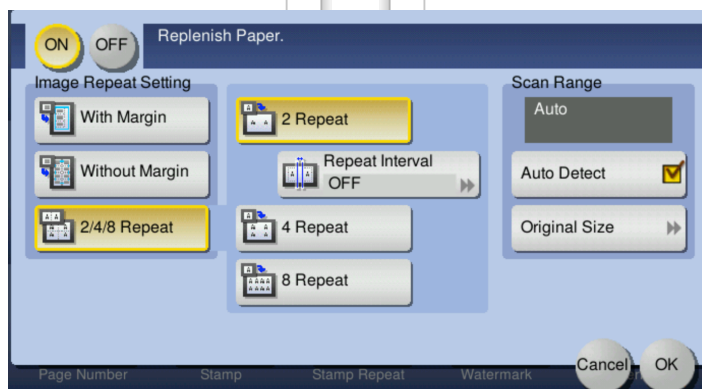 ON
OFF
Replenish Paper.
Image Repeat Setting
With Margin
Without Margin
2/4/8 Repeat
2 Repeat
Repeat Interval
OFF
4 Repeat
8 Repeat
Scan Range
Auto
Auto Detect
Original Size
Cancel
OK
Page Number
Stamp
Stamp Repeat
Watermark